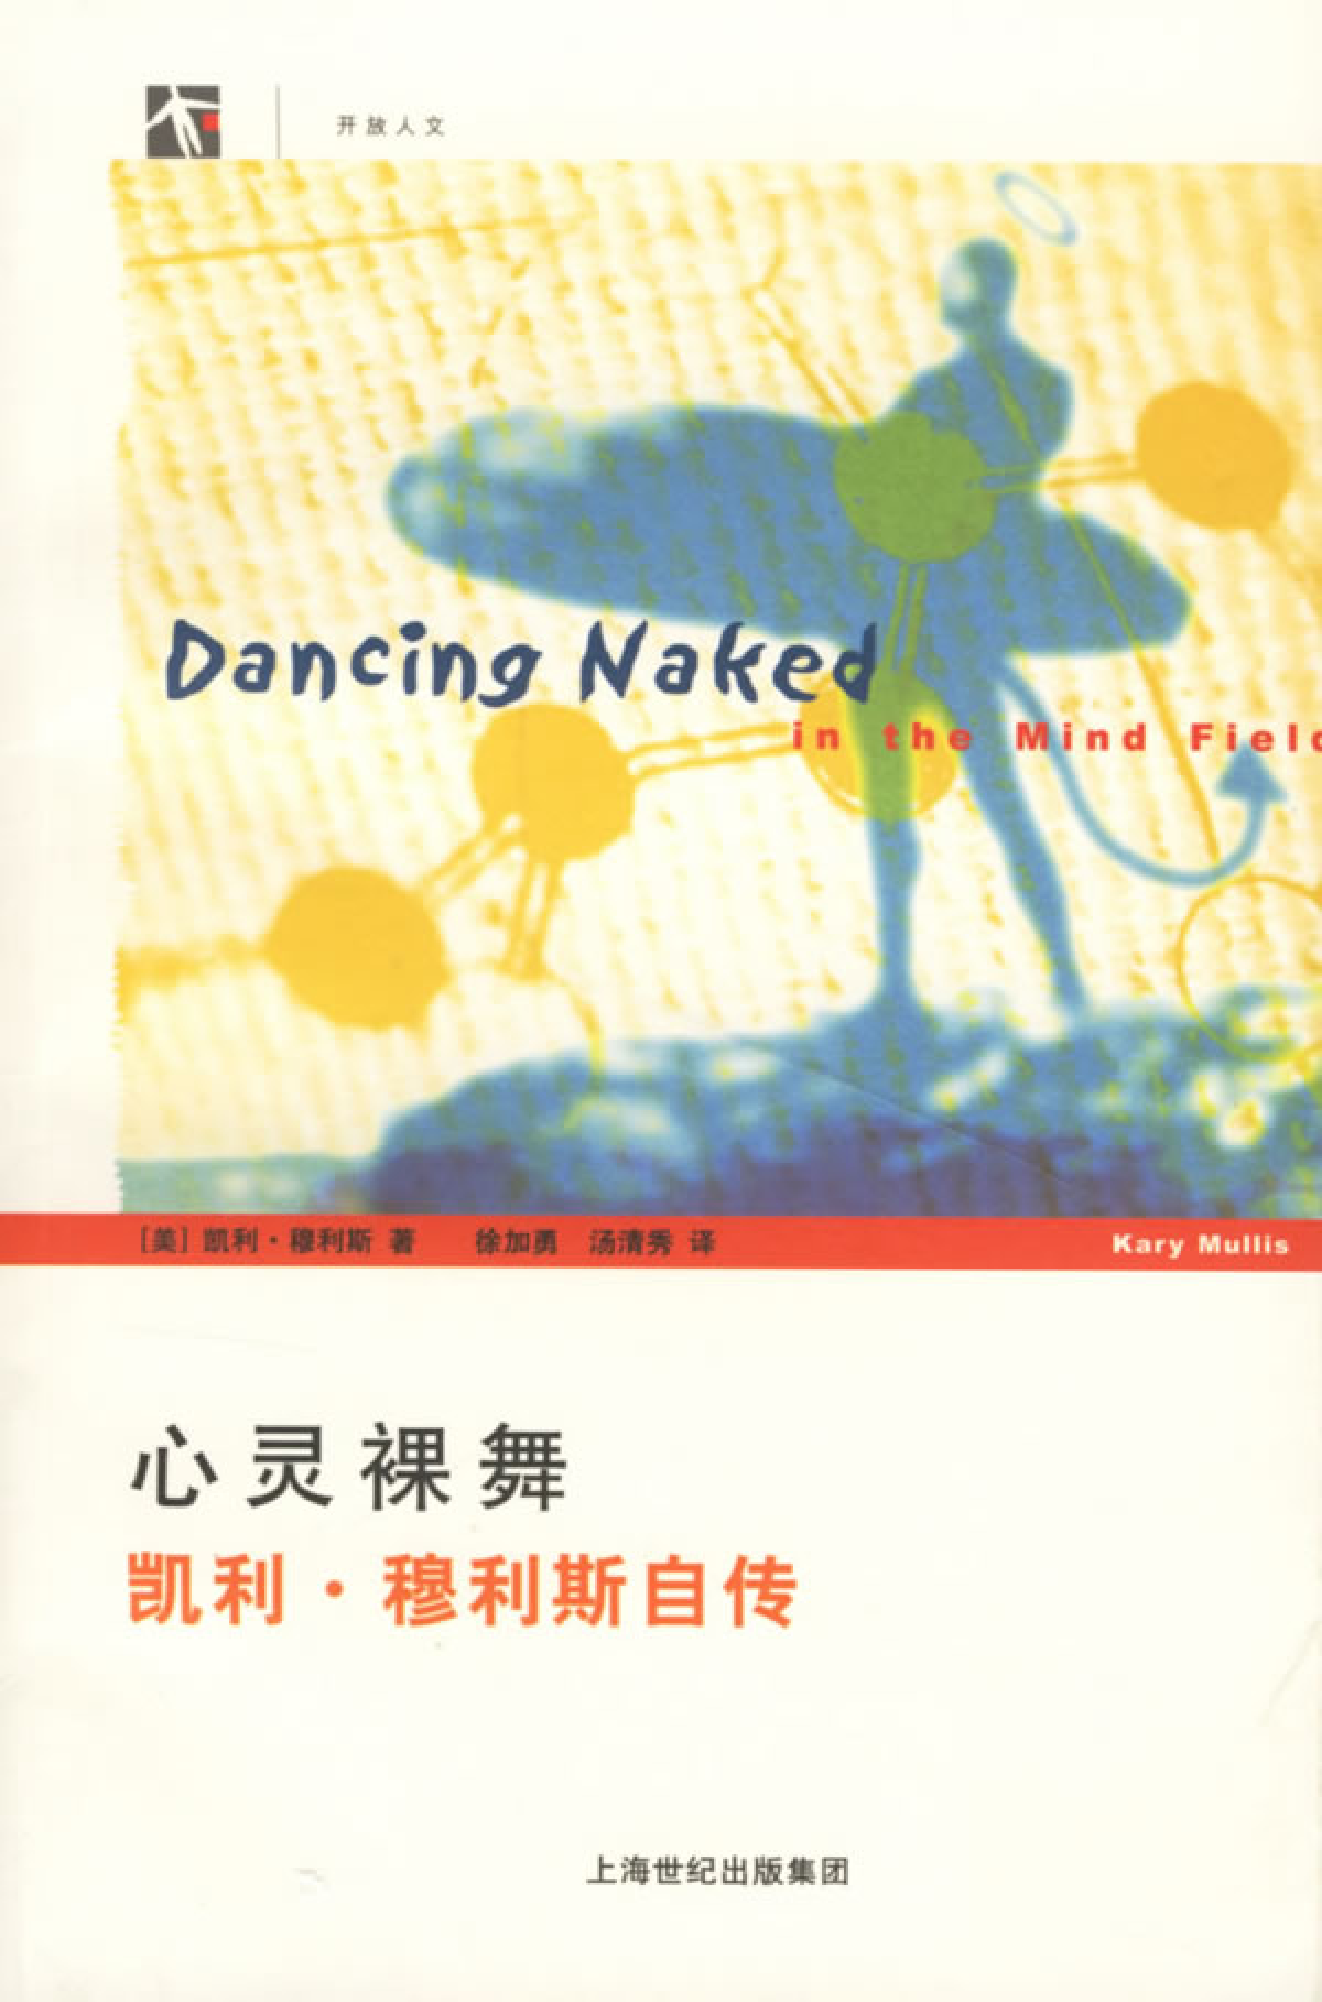 开放人文
Dancing Naked
in the Mind Field
[美] 凯利·穆利斯 著 徐加勇 汤清秀 译 Kary Mullis
心灵裸舞
凯利·穆利斯自传
上海世纪出版集团